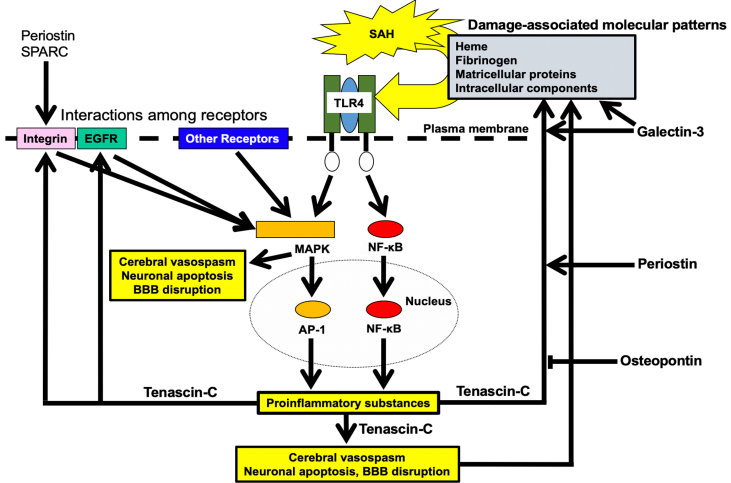 SAH
Damage-associated molecular patterns
Heme
Fibrinogen
Matricellular proteins
Intracellular components
Periostin
SPARC
TLR4
Interactions among receptors
Plasma membrane
Galectin-3
Integrin
EGFR
Other Receptors
MAPK
NF-κB
Cerebral vasospasm
Neuronal apoptosis
BBB disruption
Periostin
Nucleus
AP-1
NF-κB
Osteopontin
Tenascin-C
Proinflammatory substances
Tenascin-C
Tenascin-C
Cerebral vasospasm
Neuronal apoptosis, BBB disruption